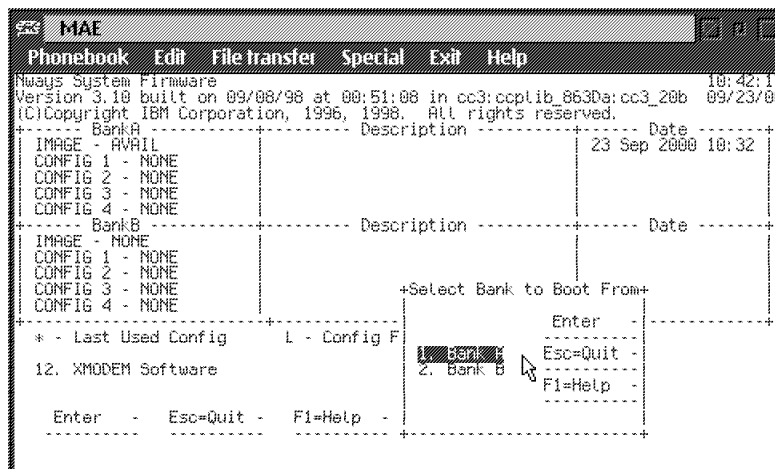 MAE
Phonebook Edit File transfer Special Exit Help
Nways System Firmware 10:42:1
Version 3.10 built on 09/08/98 at 00:51:08 in cc3:ccplib_863Da:cc3_20b 09/23/0
(C)Copyright IBM Corporation, 1996, 1998. All rights reserved.
+------- BankA -----------+--------- Description ----------+------- Date -------+
IMAGE - AVAIL 23 Sep 2000 10:32
CONFIG 1 - NONE
CONFIG 2 - NONE
CONFIG 3 - NONE
CONFIG 4 - NONE
+------- BankB -----------+--------- Description ----------+------- Date -------+
IMAGE - NONE
CONFIG 1 - NONE
CONFIG 2 - NONE
CONFIG 3 - NONE
CONFIG 4 - NONE
+Select Bank to Boot From+
Enter
* - Last Used Config L - Config F
1. Bank A Esc=Quit -
12. XMODEM Software
2. Bank B
F1=Help -
Enter - Esc=Quit - F1=Help -